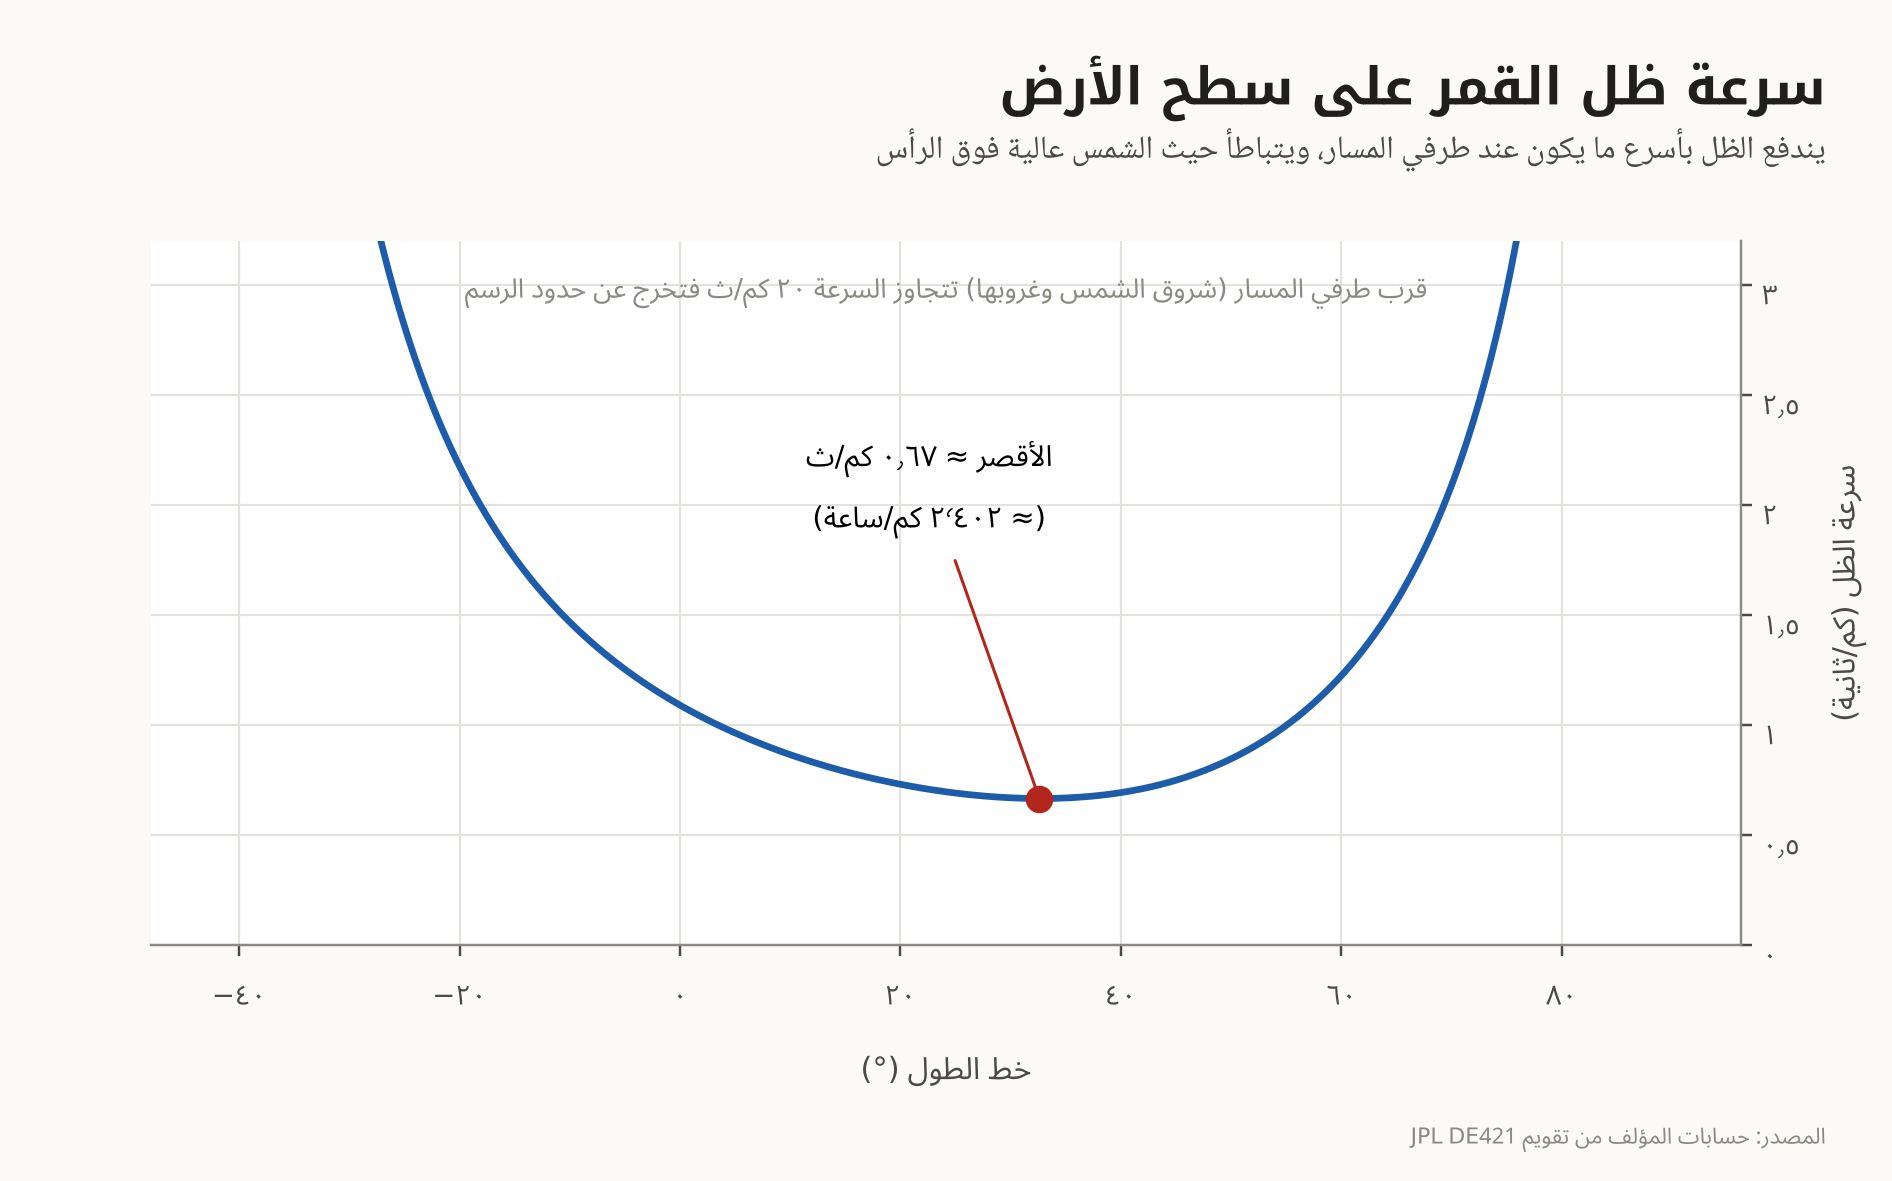 سرعة ظل القمر على سطح الأرض
يندفع الظل بأسرع ما يكون عند طرفي المسار، ويتباطأ حيث الشمس عالية فوق الرأس
قرب طرفي المسار (شروق الشمس وغروبها) تتجاوز السرعة ٢٠ كم/ث فتخرج عن حدود الرسم
الأقصر ≈ ٠٫٦٧ كم/ث
(≈ ٢٬٤٠٢ كم/ساعة)
٣
٢٫٥
٢
١٫٥
١
٠٫٥
٠
سرعة الظل (كم/ثانية)
−٤٠
−٢٠
٠
٢٠
٤٠
٦٠
٨٠
خط الطول (°)
المصدر: حسابات المؤلف من تقويم JPL DE421